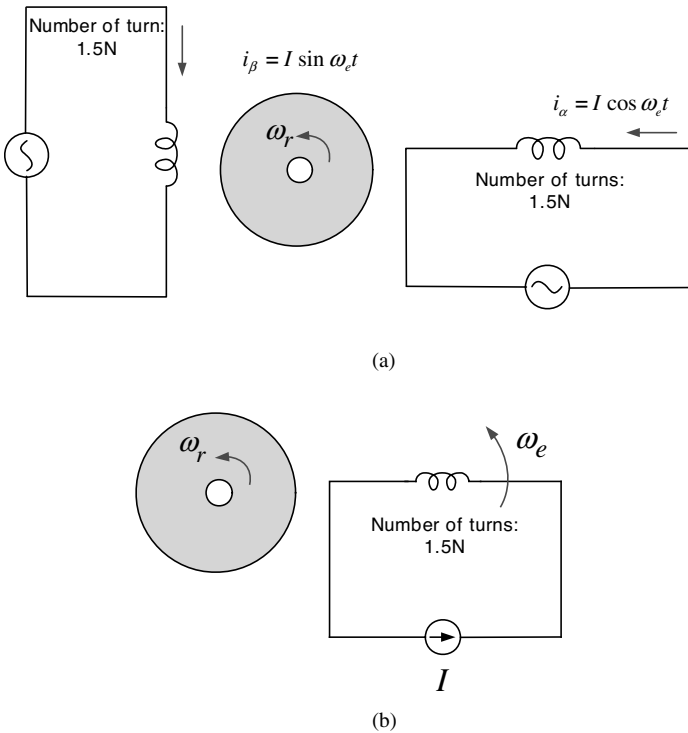 Number of turn:
1.5N
i_β = I sin ω_e t
ω_r
i_α = I cos ω_e t
Number of turns:
1.5N
(a)
ω_r
ω_e
Number of turns:
1.5N
I
(b)